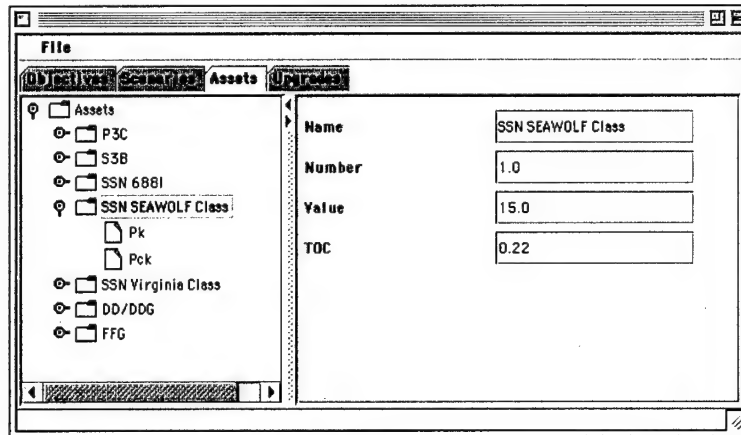 File
Objectives Scenarios Assets Upgrades
Assets
P3C
S3B
SSN 688I
SSN SEAWOLF Class
Pk
Pck
SSN Virginia Class
DD/DDG
FFG
Name SSN SEAWOLF Class
Number 1.0
Value 15.0
TOC 0.22